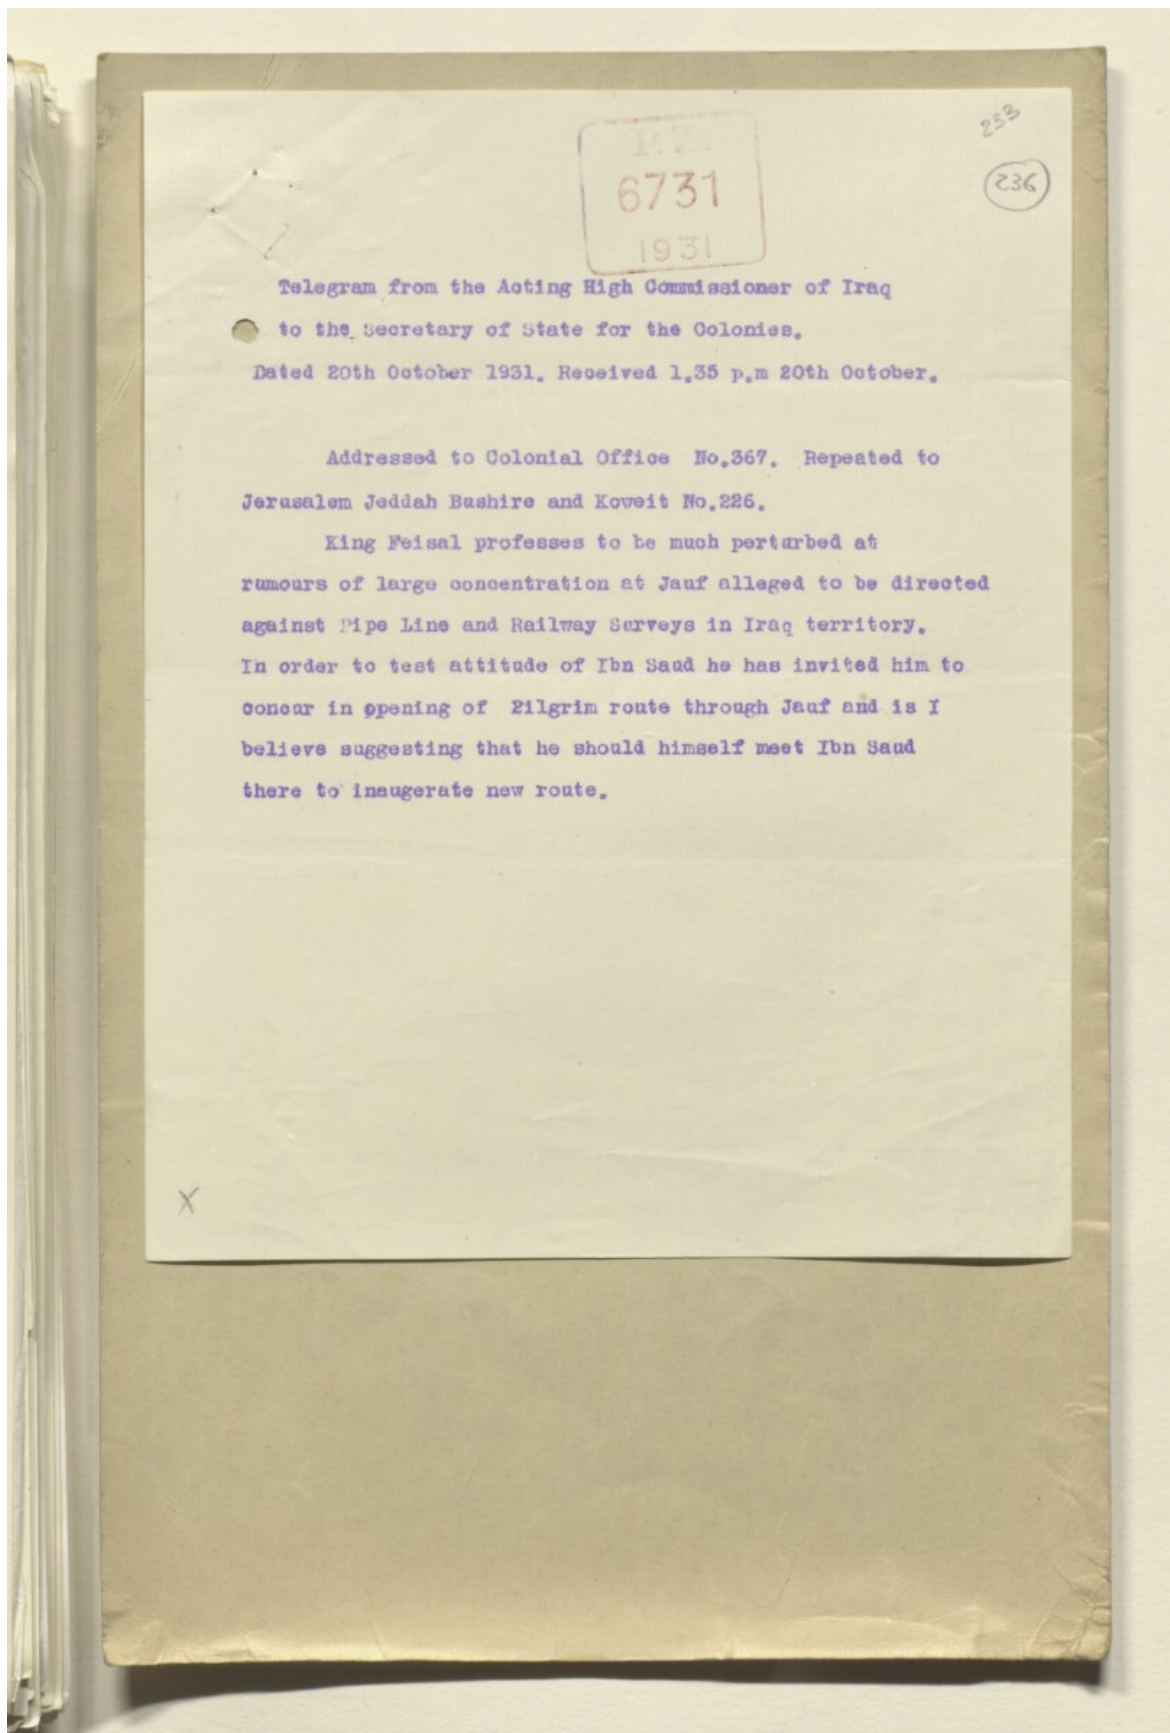 233
236
P.Z.
6731
1931
Telegram from the Acting High Commissioner of Iraq
to the Secretary of State for the Colonies.
Dated 20th October 1931. Received 1.35 p.m 20th October.
Addressed to Colonial Office No.367. Repeated to
Jerusalem Jeddah Bushire and Koweit No.226.
King Feisal professes to be much perturbed at
rumours of large concentration at Jauf alleged to be directed
against Pipe Line and Railway Surveys in Iraq territory.
In order to test attitude of Ibn Saud he has invited him to
concur in opening of Pilgrim route through Jauf and is I
believe suggesting that he should himself meet Ibn Saud
there to inaugerate new route.
X